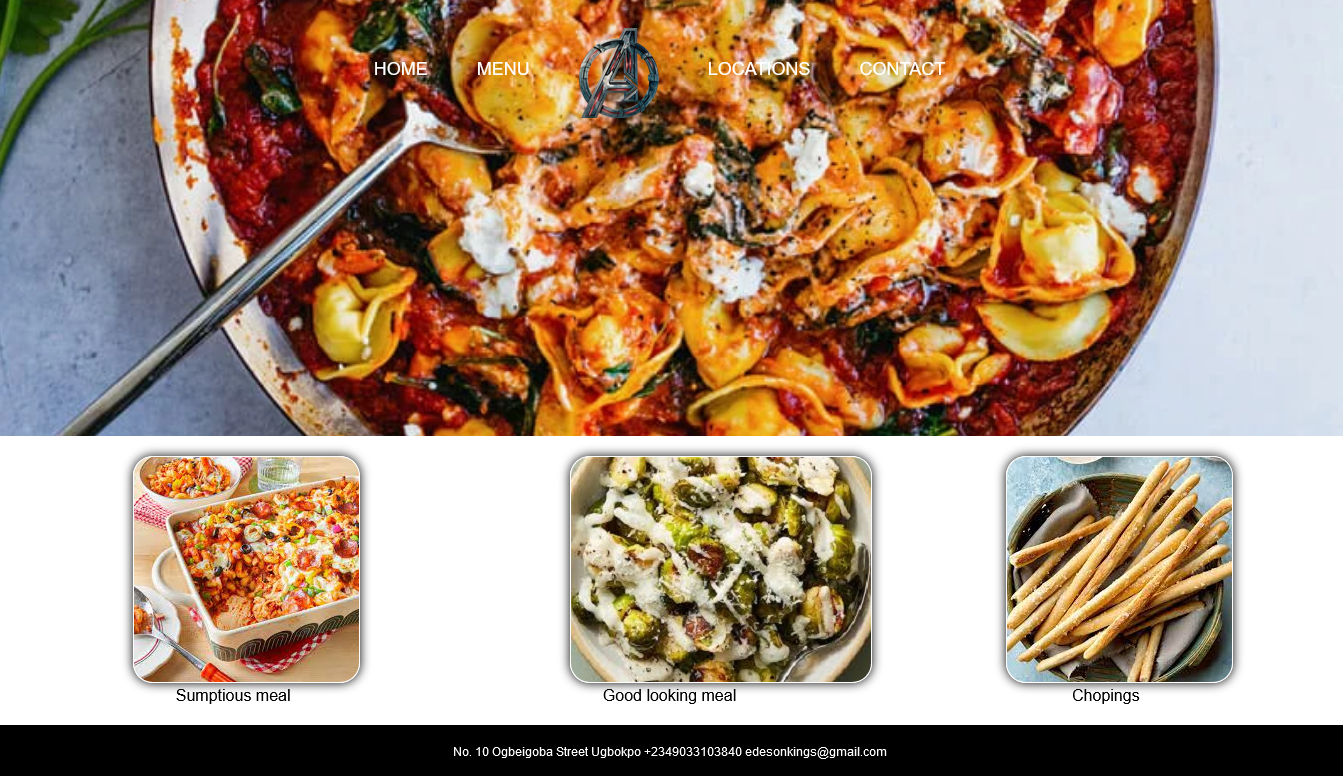 HOME MENU LOCATIONS CONTACT
Sumptious meal Good looking meal Chopings
No. 10 Ogbeigoba Street Ugbokpo +2349033103840 edesonkings@gmail.com